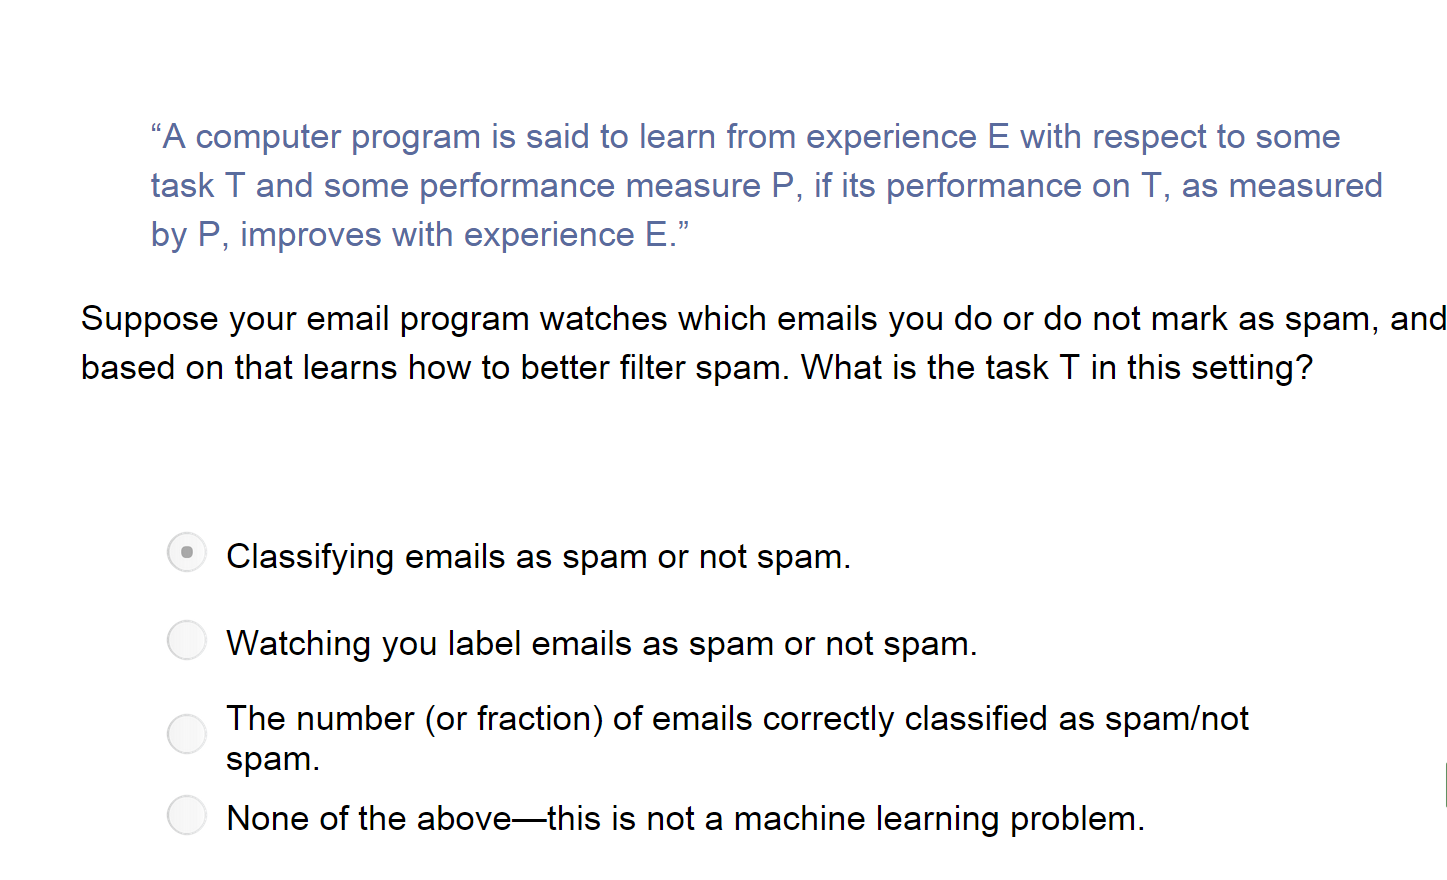 “A computer program is said to learn from experience E with respect to some
task T and some performance measure P, if its performance on T, as measured
by P, improves with experience E.”
Suppose your email program watches which emails you do or do not mark as spam, and
based on that learns how to better filter spam. What is the task T in this setting?
Classifying emails as spam or not spam.
Watching you label emails as spam or not spam.
The number (or fraction) of emails correctly classified as spam/not
spam.
None of the above—this is not a machine learning problem.